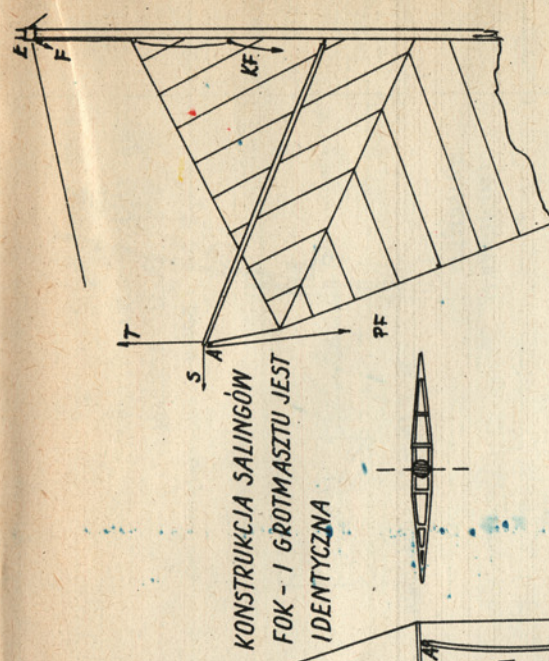 KONSTRUKCJA SALINGÓW
FOK - I GROTMASZTU JEST
IDENTYCZNA
Ł
F
KF
T
S
A
PF